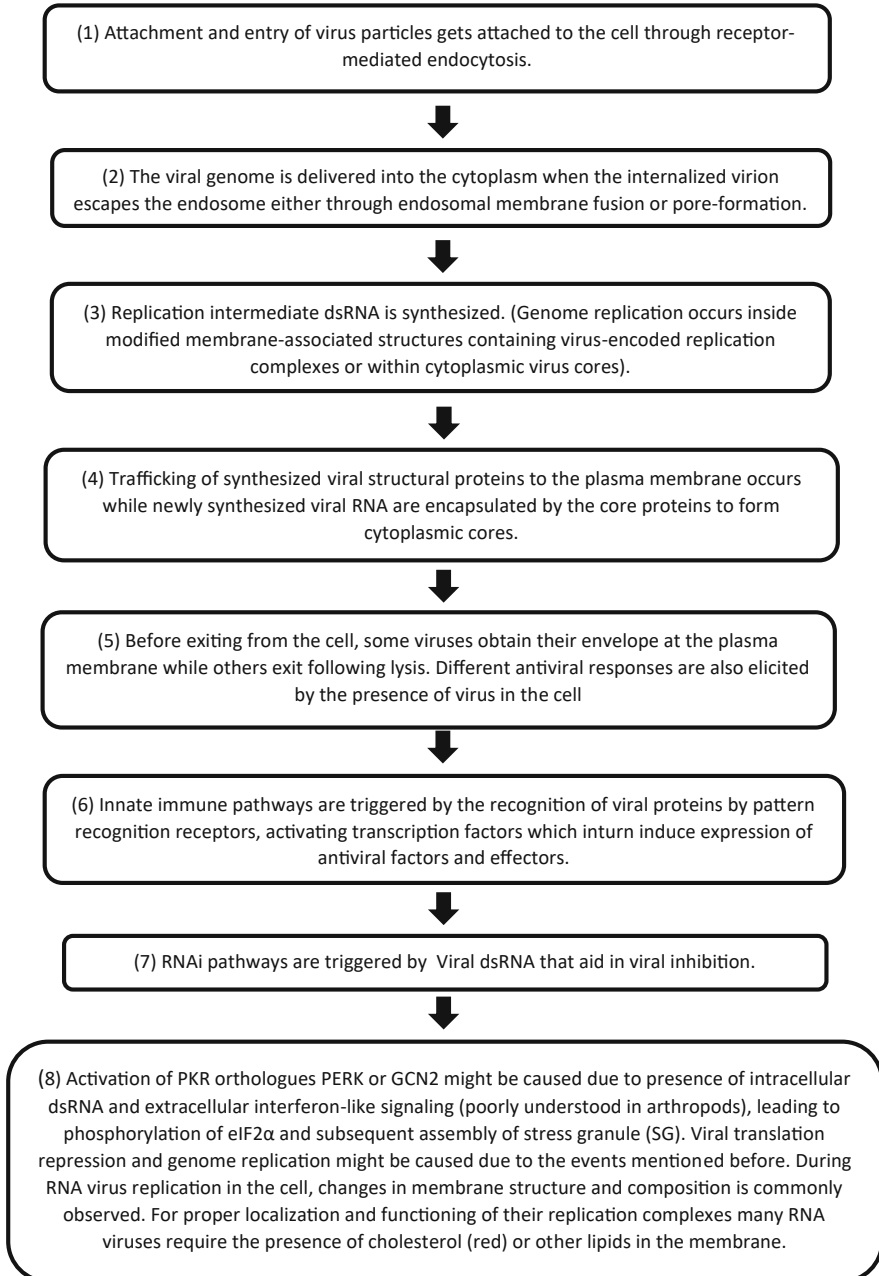 (1) Attachment and entry of virus particles gets attached to the cell through receptor-
mediated endocytosis.
(2) The viral genome is delivered into the cytoplasm when the internalized virion
escapes the endosome either through endosomal membrane fusion or pore-formation.
(3) Replication intermediate dsRNA is synthesized. (Genome replication occurs inside
modified membrane-associated structures containing virus-encoded replication
complexes or within cytoplasmic virus cores).
(4) Trafficking of synthesized viral structural proteins to the plasma membrane occurs
while newly synthesized viral RNA are encapsulated by the core proteins to form
cytoplasmic cores.
(5) Before exiting from the cell, some viruses obtain their envelope at the plasma
membrane while others exit following lysis. Different antiviral responses are also elicited
by the presence of virus in the cell
(6) Innate immune pathways are triggered by the recognition of viral proteins by pattern
recognition receptors, activating transcription factors which inturn induce expression of
antiviral factors and effectors.
(7) RNAi pathways are triggered by Viral dsRNA that aid in viral inhibition.
(8) Activation of PKR orthologues PERK or GCN2 might be caused due to presence of intracellular
dsRNA and extracellular interferon-like signaling (poorly understood in arthropods), leading to
phosphorylation of eIF2α and subsequent assembly of stress granule (SG). Viral translation
repression and genome replication might be caused due to the events mentioned before. During
RNA virus replication in the cell, changes in membrane structure and composition is commonly
observed. For proper localization and functioning of their replication complexes many RNA
viruses require the presence of cholesterol (red) or other lipids in the membrane.